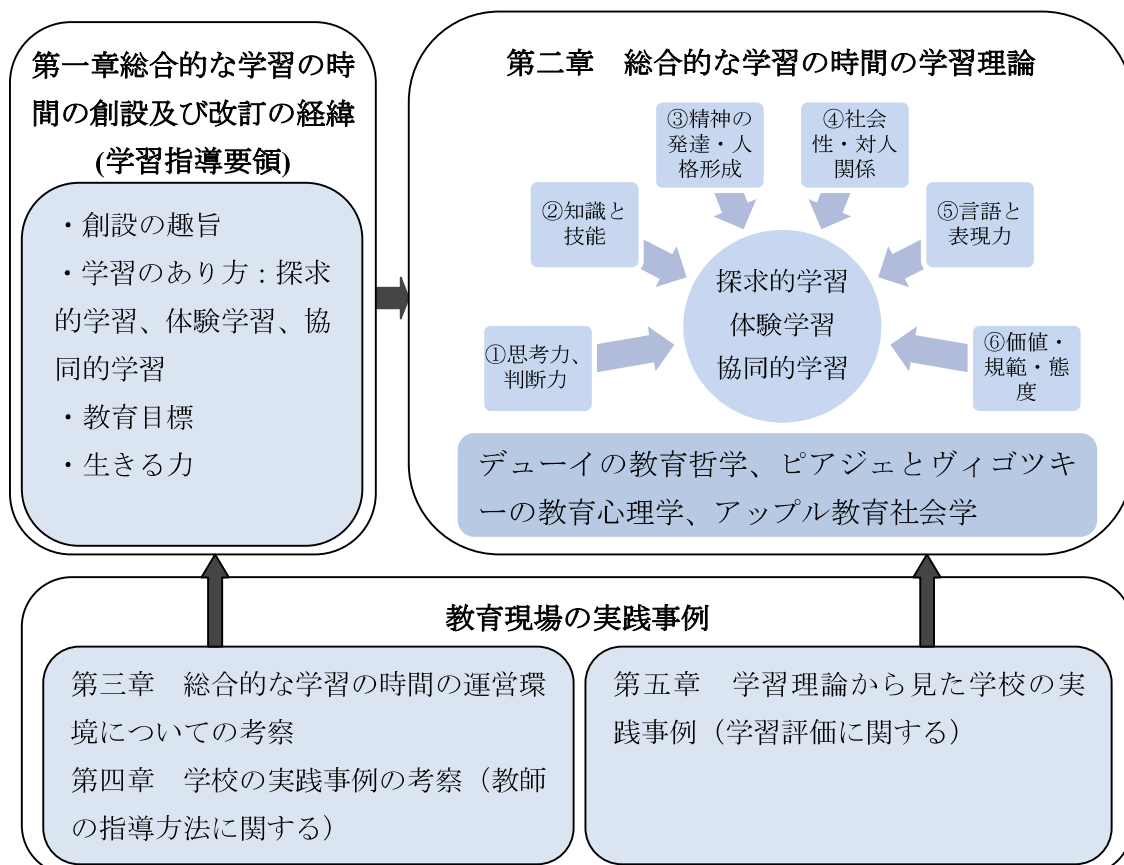 第一章総合的な学習の時
間の創設及び改訂の経緯
(学習指導要領)
・創設の趣旨
・学習のあり方：探求
的学習、体験学習、協
同的学習
・教育目標
・生きる力
第二章　総合的な学習の時間の学習理論
①思考力、
判断力
②知識と
技能
③精神の
発達・人
格形成
④社会
性・対人
関係
⑤言語と
表現力
⑥価値・
規範・態
度
探求的学習
体験学習
協同的学習
デューイの教育哲学、ピアジェとヴィゴツキ
ーの教育心理学、アップル教育社会学
教育現場の実践事例
第三章　総合的な学習の時間の運営環
境についての考察
第四章　学校の実践事例の考察（教師
の指導方法に関する）
第五章　学習理論から見た学校の実
践事例（学習評価に関する）